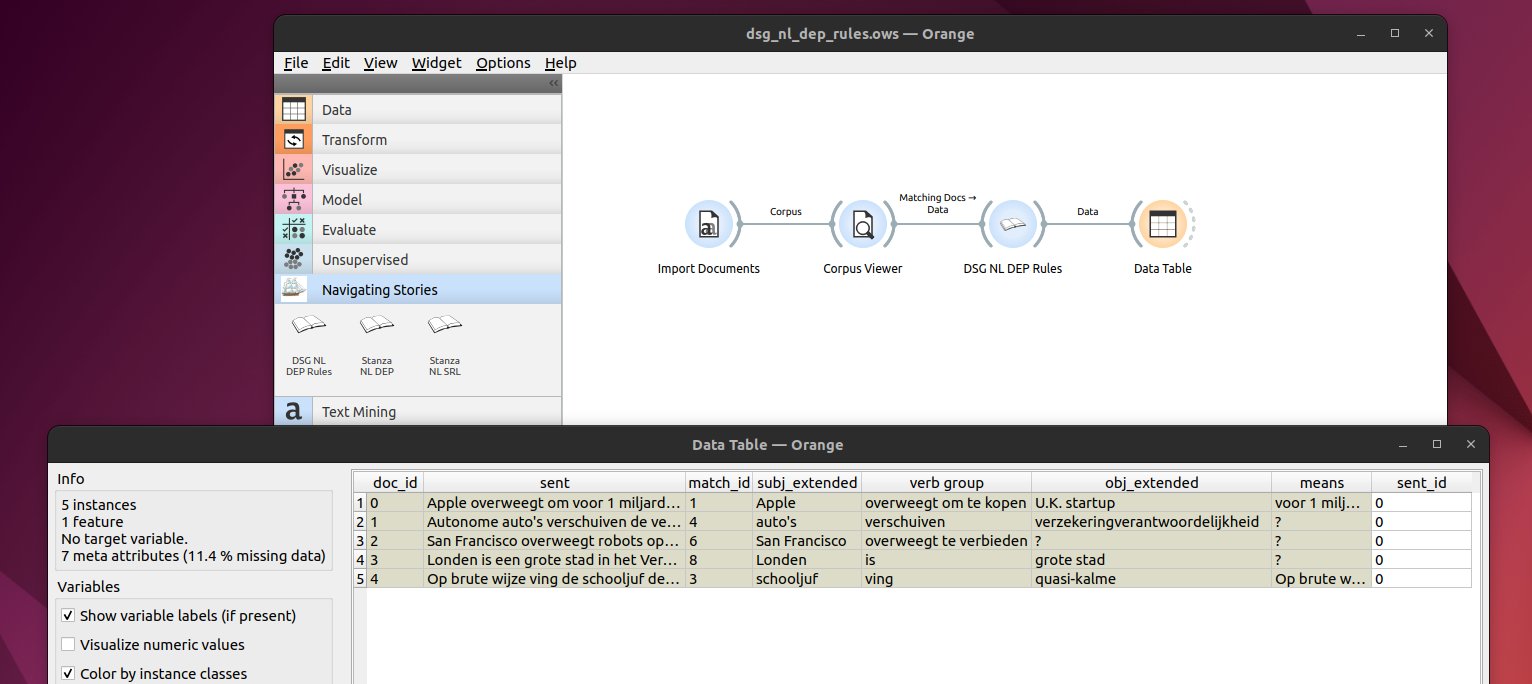 dsg_nl_dep_rules.ows — Orange
File Edit View Widget Options Help
Data
Transform
Visualize
Model
Evaluate
Unsupervised
Navigating Stories
DSG NL DEP Rules
Stanza NL DEP
Stanza NL SRL
a Text Mining
Corpus
Matching Docs →
Data
Data
Import Documents
Corpus Viewer
DSG NL DEP Rules
Data Table
Data Table — Orange
Info
5 instances
1 feature
No target variable.
7 meta attributes (11.4 % missing data)
Variables
Show variable labels (if present)
Visualize numeric values
Color by instance classes
doc_id sent match_id subj_extended verb group obj_extended means sent_id
1 0 Apple overweegt om voor 1 miljard... 1 Apple overweegt om te kopen U.K. startup voor 1 milj... 0
2 1 Autonome auto's verschuiven de ve... 4 auto's verschuiven verzekeringverantwoordelijkheid ? 0
3 2 San Francisco overweegt robots op... 6 San Francisco overweegt te verbieden ? ? 0
4 3 Londen is een grote stad in het Ver... 8 Londen is grote stad ? 0
5 4 Op brute wijze ving de schooljuf de... 3 schooljuf ving quasi-kalme Op brute w... 0